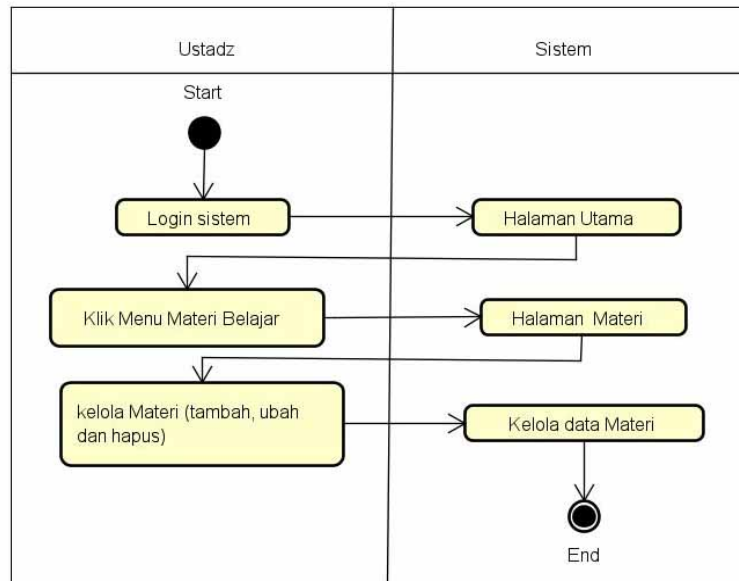 Ustadz
Sistem
Start
Login sistem
Halaman Utama
Klik Menu Materi Belajar
Halaman Materi
kelola Materi (tambah, ubah
dan hapus)
Kelola data Materi
End